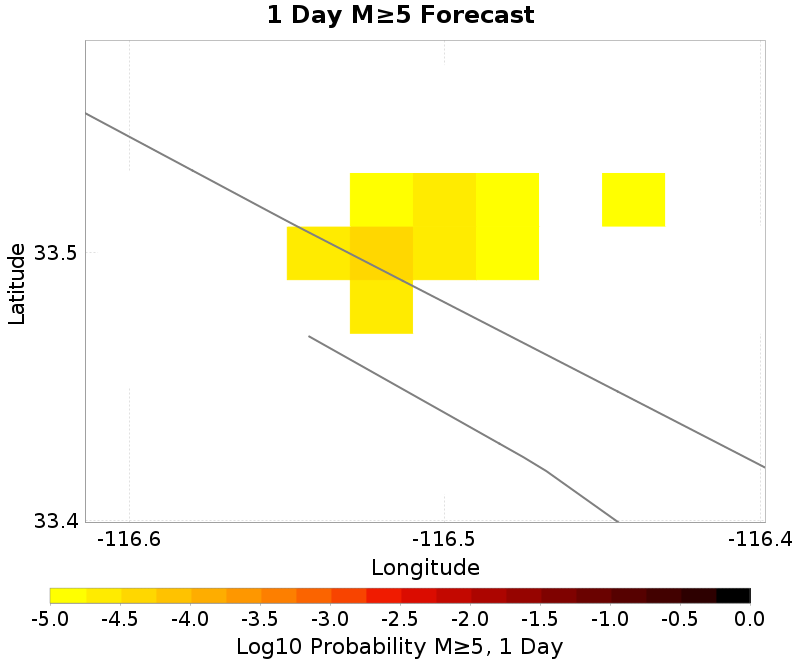 1 Day M≥5 Forecast
Latitude
33.5
33.4
-116.6 -116.5 -116.4
Longitude
-5.0 -4.5 -4.0 -3.5 -3.0 -2.5 -2.0 -1.5 -1.0 -0.5 0.0
Log10 Probability M≥5, 1 Day